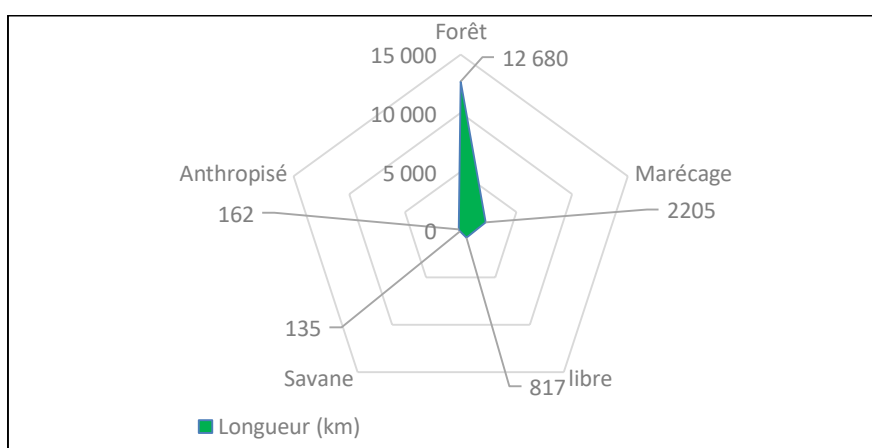 Forêt
15 000
12 680
10 000
Anthropisé
5 000
Marécage
162
2205
0
135
Savane
817
libre
Longueur (km)